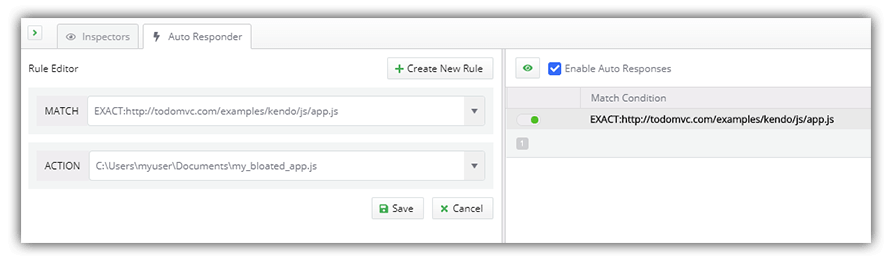 Inspectors
Auto Responder
Rule Editor
Create New Rule
MATCH
EXACT:http://todomvc.com/examples/kendo/js/app.js
ACTION
C:\Users\myuser\Documents\my_bloated_app.js
Save
Cancel
Enable Auto Responses
Match Condition
EXACT:http://todomvc.com/examples/kendo/js/app.js
1